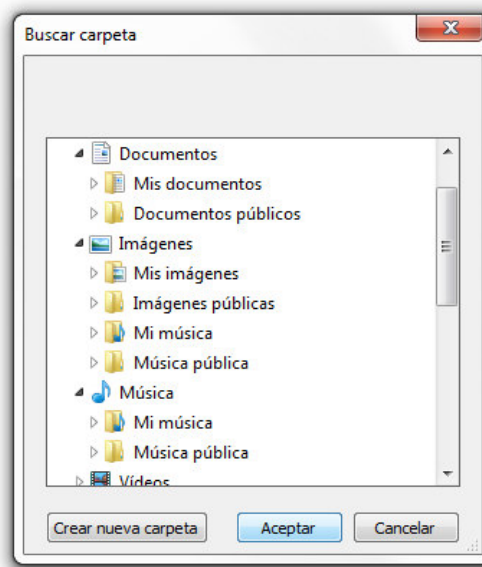 Buscar carpeta
Documentos
Mis documentos
Documentos públicos
Imágenes
Mis imágenes
Imágenes públicas
Mi música
Música pública
Música
Mi música
Música pública
Vídeos
Crear nueva carpeta
Aceptar
Cancelar